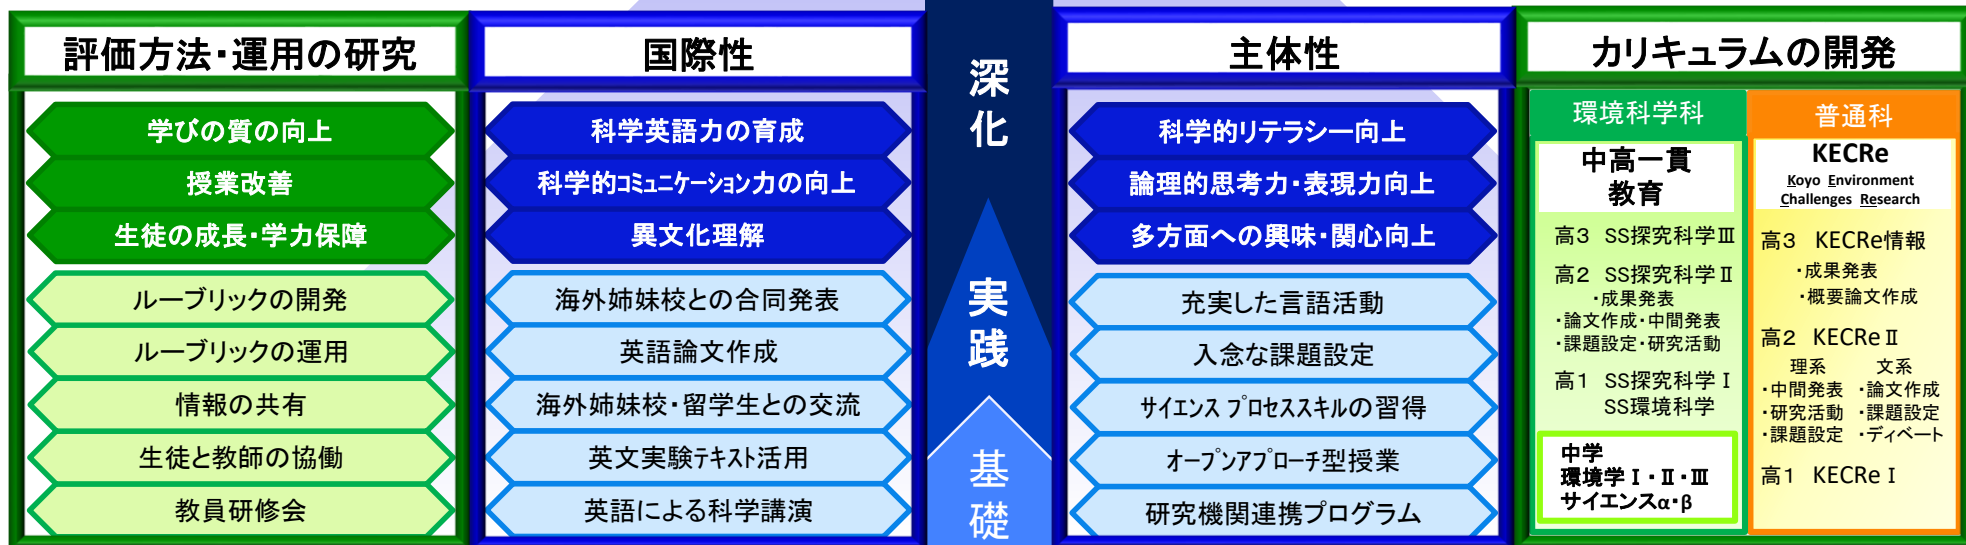 評価方法・運用の研究
学びの質の向上
授業改善
生徒の成長・学力保障
ルーブリックの開発
ルーブリックの運用
情報の共有
生徒と教師の協働
教員研修会
国際性
科学英語力の育成
科学的コミュニケーション力の向上
異文化理解
海外姉妹校との合同発表
英語論文作成
海外姉妹校・留学生との交流
英文実験テキスト活用
英語による科学講演
深化
実践
基礎
主体性
科学的リテラシー向上
論理的思考力・表現力向上
多方面への興味・関心向上
充実した言語活動
入念な課題設定
サイエンス プロセススキルの習得
オープンアプローチ型授業
研究機関連携プログラム
カリキュラムの開発
環境科学科
中高一貫
教育
高3 SS探究科学Ⅲ
高2 SS探究科学Ⅱ
・成果発表
・論文作成・中間発表
・課題設定・研究活動
高1 SS探究科学Ⅰ
SS環境科学
中学
環境学Ⅰ・Ⅱ・Ⅲ
サイエンスα・β
普通科
KECRe
Koyo Environment
Challenges Research
高3 KECRe情報
・成果発表
・概要論文作成
高2 KECReⅡ
理系 文系
・中間発表 ・論文作成
・研究活動 ・課題設定
・課題設定 ・ディベート
高1 KECReⅠ